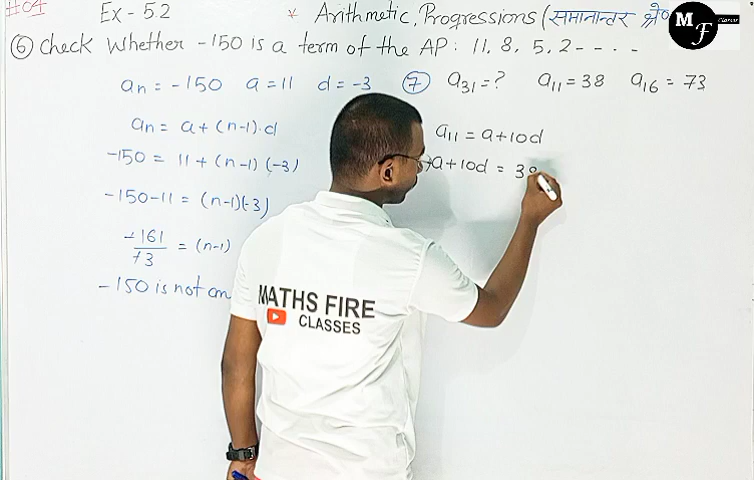 #04 Ex - 5.2 * Arithmetic Progressions (समानान्तर
M F Classes
⑥ Check Whether -150 is a term of the AP: 11, 8, 5, 2 - - - .
an = -150 a = 11 d = -3
an = a + (n-1).d
-150 = 11 + (n-1) (-3)
-150-11 = (n-1)(-3)
-161/-3 = (n-1)
-150 is not an
⑦ a31 = ? a11 = 38 a16 = 73
a11 = a+10d
a+10d = 38
MATHS FIRE
CLASSES